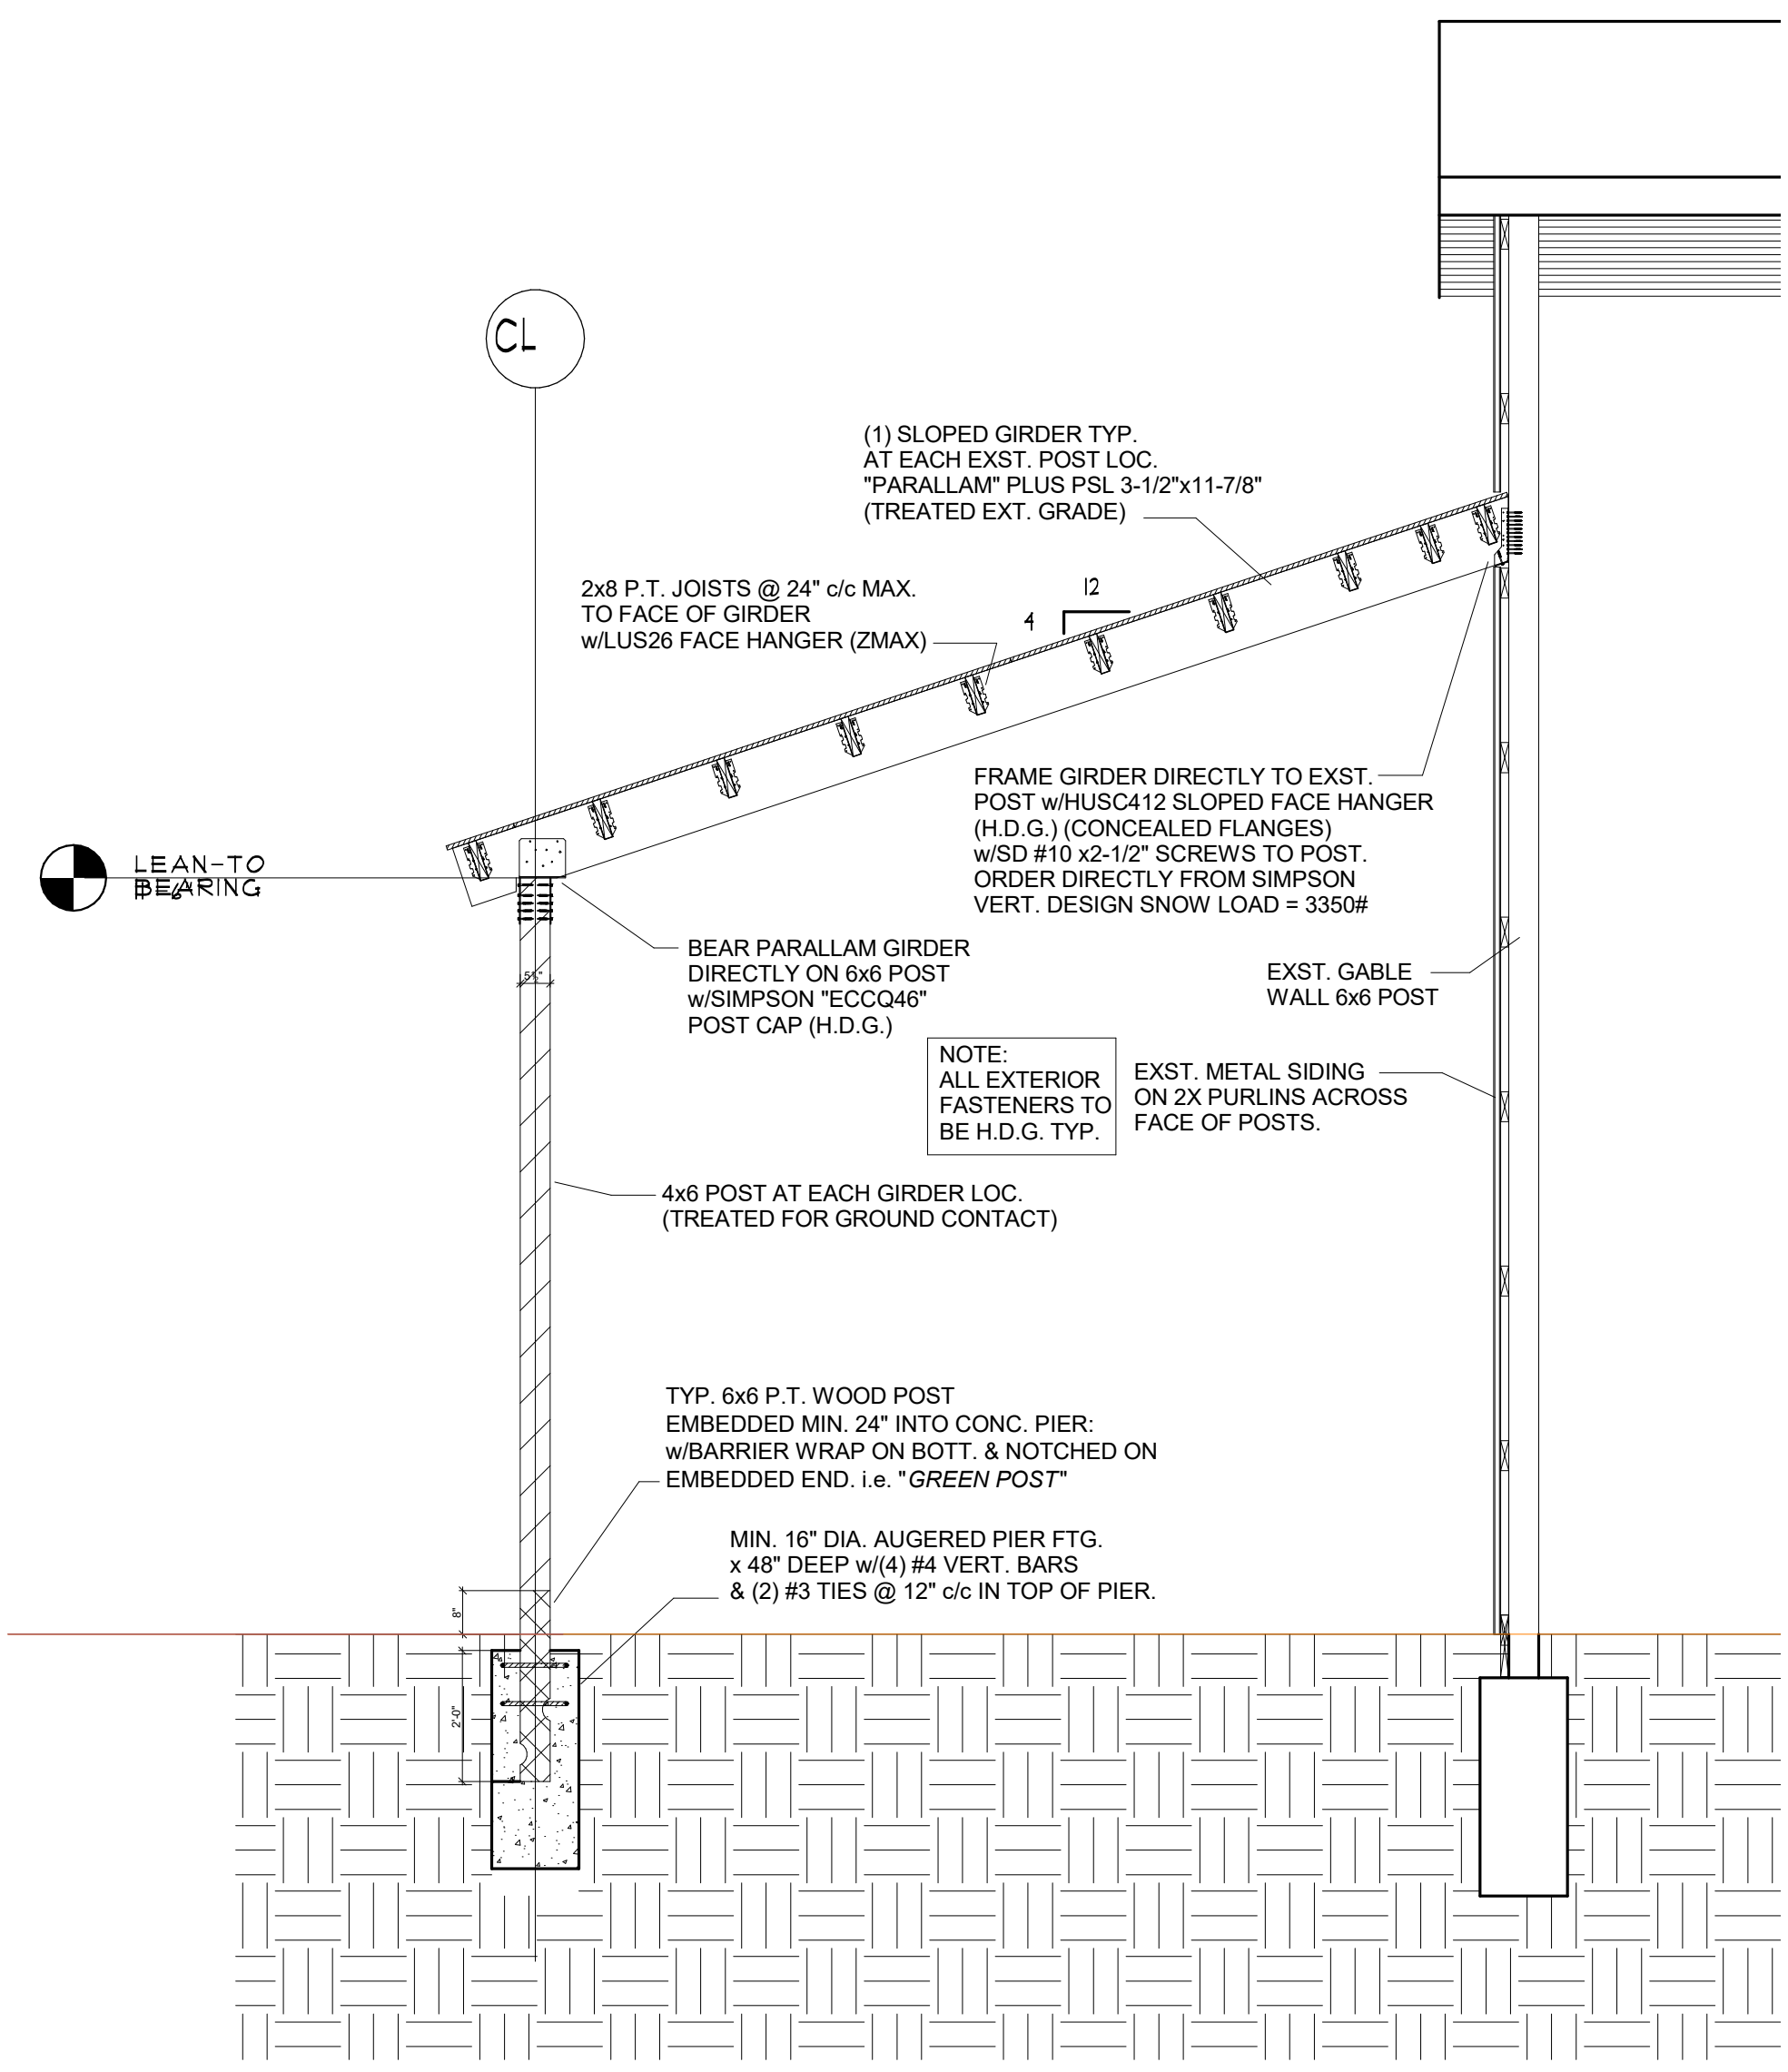 CL
(1) SLOPED GIRDER TYP.
AT EACH EXST. POST LOC.
"PARALLAM" PLUS PSL 3-1/2"x11-7/8"
(TREATED EXT. GRADE)
2x8 P.T. JOISTS @ 24" c/c MAX.
TO FACE OF GIRDER
w/LUS26 FACE HANGER (ZMAX)
12
4
FRAME GIRDER DIRECTLY TO EXST.
POST w/HUSC412 SLOPED FACE HANGER
(H.D.G.) (CONCEALED FLANGES)
w/SD #10 x2-1/2" SCREWS TO POST.
ORDER DIRECTLY FROM SIMPSON
VERT. DESIGN SNOW LOAD = 3350#
LEAN-TO
BEARING
BEAR PARALLAM GIRDER
DIRECTLY ON 6x6 POST
w/SIMPSON "ECCQ46"
POST CAP (H.D.G.)
5½"
EXST. GABLE
WALL 6x6 POST
NOTE:
ALL EXTERIOR
FASTENERS TO
BE H.D.G. TYP.
EXST. METAL SIDING
ON 2X PURLINS ACROSS
FACE OF POSTS.
4x6 POST AT EACH GIRDER LOC.
(TREATED FOR GROUND CONTACT)
TYP. 6x6 P.T. WOOD POST
EMBEDDED MIN. 24" INTO CONC. PIER:
w/BARRIER WRAP ON BOTT. & NOTCHED ON
EMBEDDED END. i.e. "GREEN POST"
MIN. 16" DIA. AUGERED PIER FTG.
x 48" DEEP w/(4) #4 VERT. BARS
& (2) #3 TIES @ 12" c/c IN TOP OF PIER.
8"
2'-0"